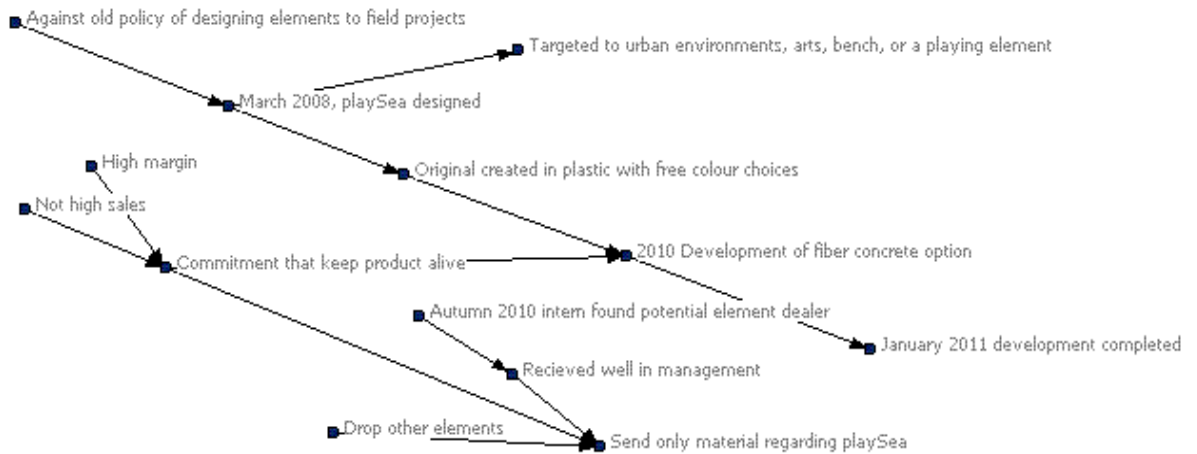 Against old policy of designing elements to field projects
Targeted to urban environments, arts, bench, or a playing element
March 2008, playSea designed
High margin
Original created in plastic with free colour choices
Not high sales
2010 Development of fiber concrete option
Commitment that keep product alive
Autumn 2010 intern found potential element dealer
January 2011 development completed
Recieved well in management
Drop other elements
Send only material regarding playSea